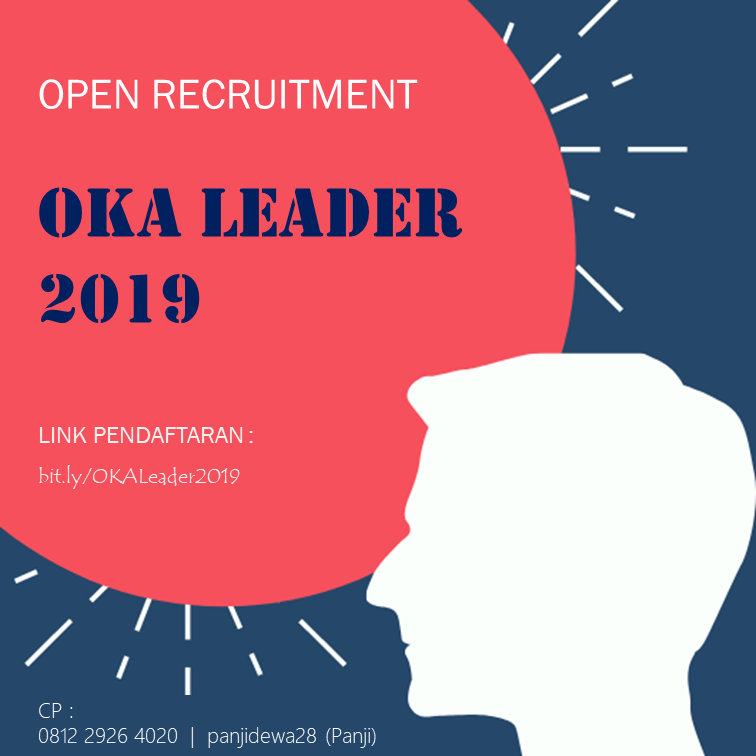 OPEN RECRUITMENT
OKA LEADER
2019
LINK PENDAFTARAN :
bit.ly/OKALeader2019
CP :
0812 2926 4020 | panjidewa28 (Panji)